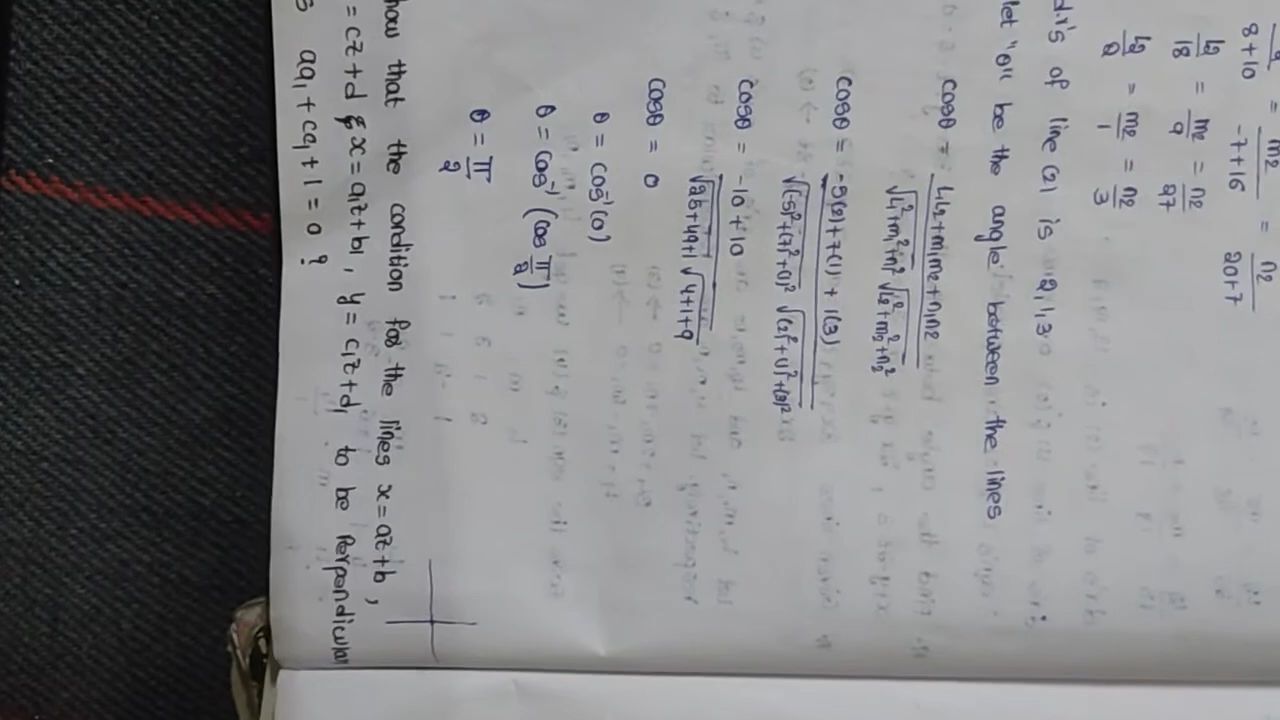 8+10 = m2/-7+16 = n2/20+7
l2/18 = m2/9 = n2/27
l2/2 = m2/1 = n2/3
d.r's of line (2) is 2,1,3
let "θ" be the angle between the lines
cosθ = l1l2+m1m2+n1n2 / √l1²+m1²+n1² √l2²+m2²+n2²
cosθ = -5(2)+7(1)+1(3) / √(-5)²+(7)²+(1)² √(2)²+(1)²+(3)²
cosθ = -10+10 / √25+49+1 √4+1+9
cosθ = 0
θ = cos⁻¹(0)
θ = cos⁻¹(cos π/2)
θ = π/2
how that the condition for the lines x=az+b,
=cz+d & x=a1z+b1, y=c1z+d1 to be Perpendicular
aa1+cc1+1=0?